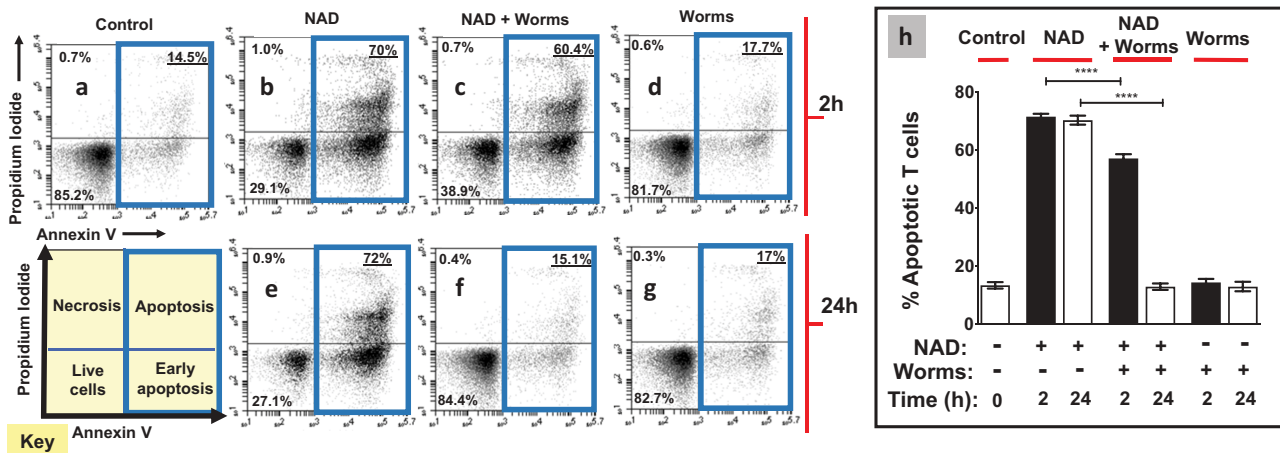 Control
NAD
NAD + Worms
Worms
Propidium Iodide
0.7%
14.5%
a
85.2%
1.0%
70%
b
29.1%
0.7%
60.4%
c
38.9%
0.6%
17.7%
d
81.7%
2h
Annexin V
Propidium Iodide
Necrosis
Apoptosis
Live cells
Early apoptosis
Annexin V
Key
0.9%
72%
e
27.1%
0.4%
15.1%
f
84.4%
0.3%
17%
g
82.7%
24h
h
Control
NAD
NAD
+ Worms
Worms
****
****
% Apoptotic T cells
80
60
40
20
0
NAD: - + + + + - -
Worms: - - - + + + +
Time (h): 0 2 24 2 24 2 24